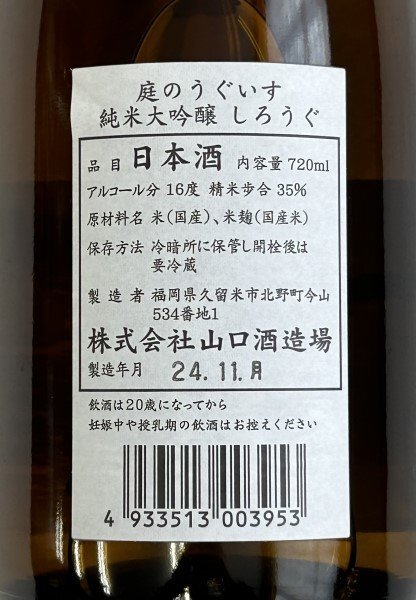 庭のうぐいす
純米大吟醸 しろうぐ
品目 日本酒 内容量 720ml
アルコール分 16度 精米歩合 35%
原材料名 米(国産)、米麹(国産米)
保存方法 冷暗所に保管し開栓後は
要冷蔵
製造者 福岡県久留米市北野町今山
534番地1
株式会社山口酒造場
製造年月 24.11.月
飲酒は20歳になってから
妊娠中や授乳期の飲酒はお控えください
4 933513 003953